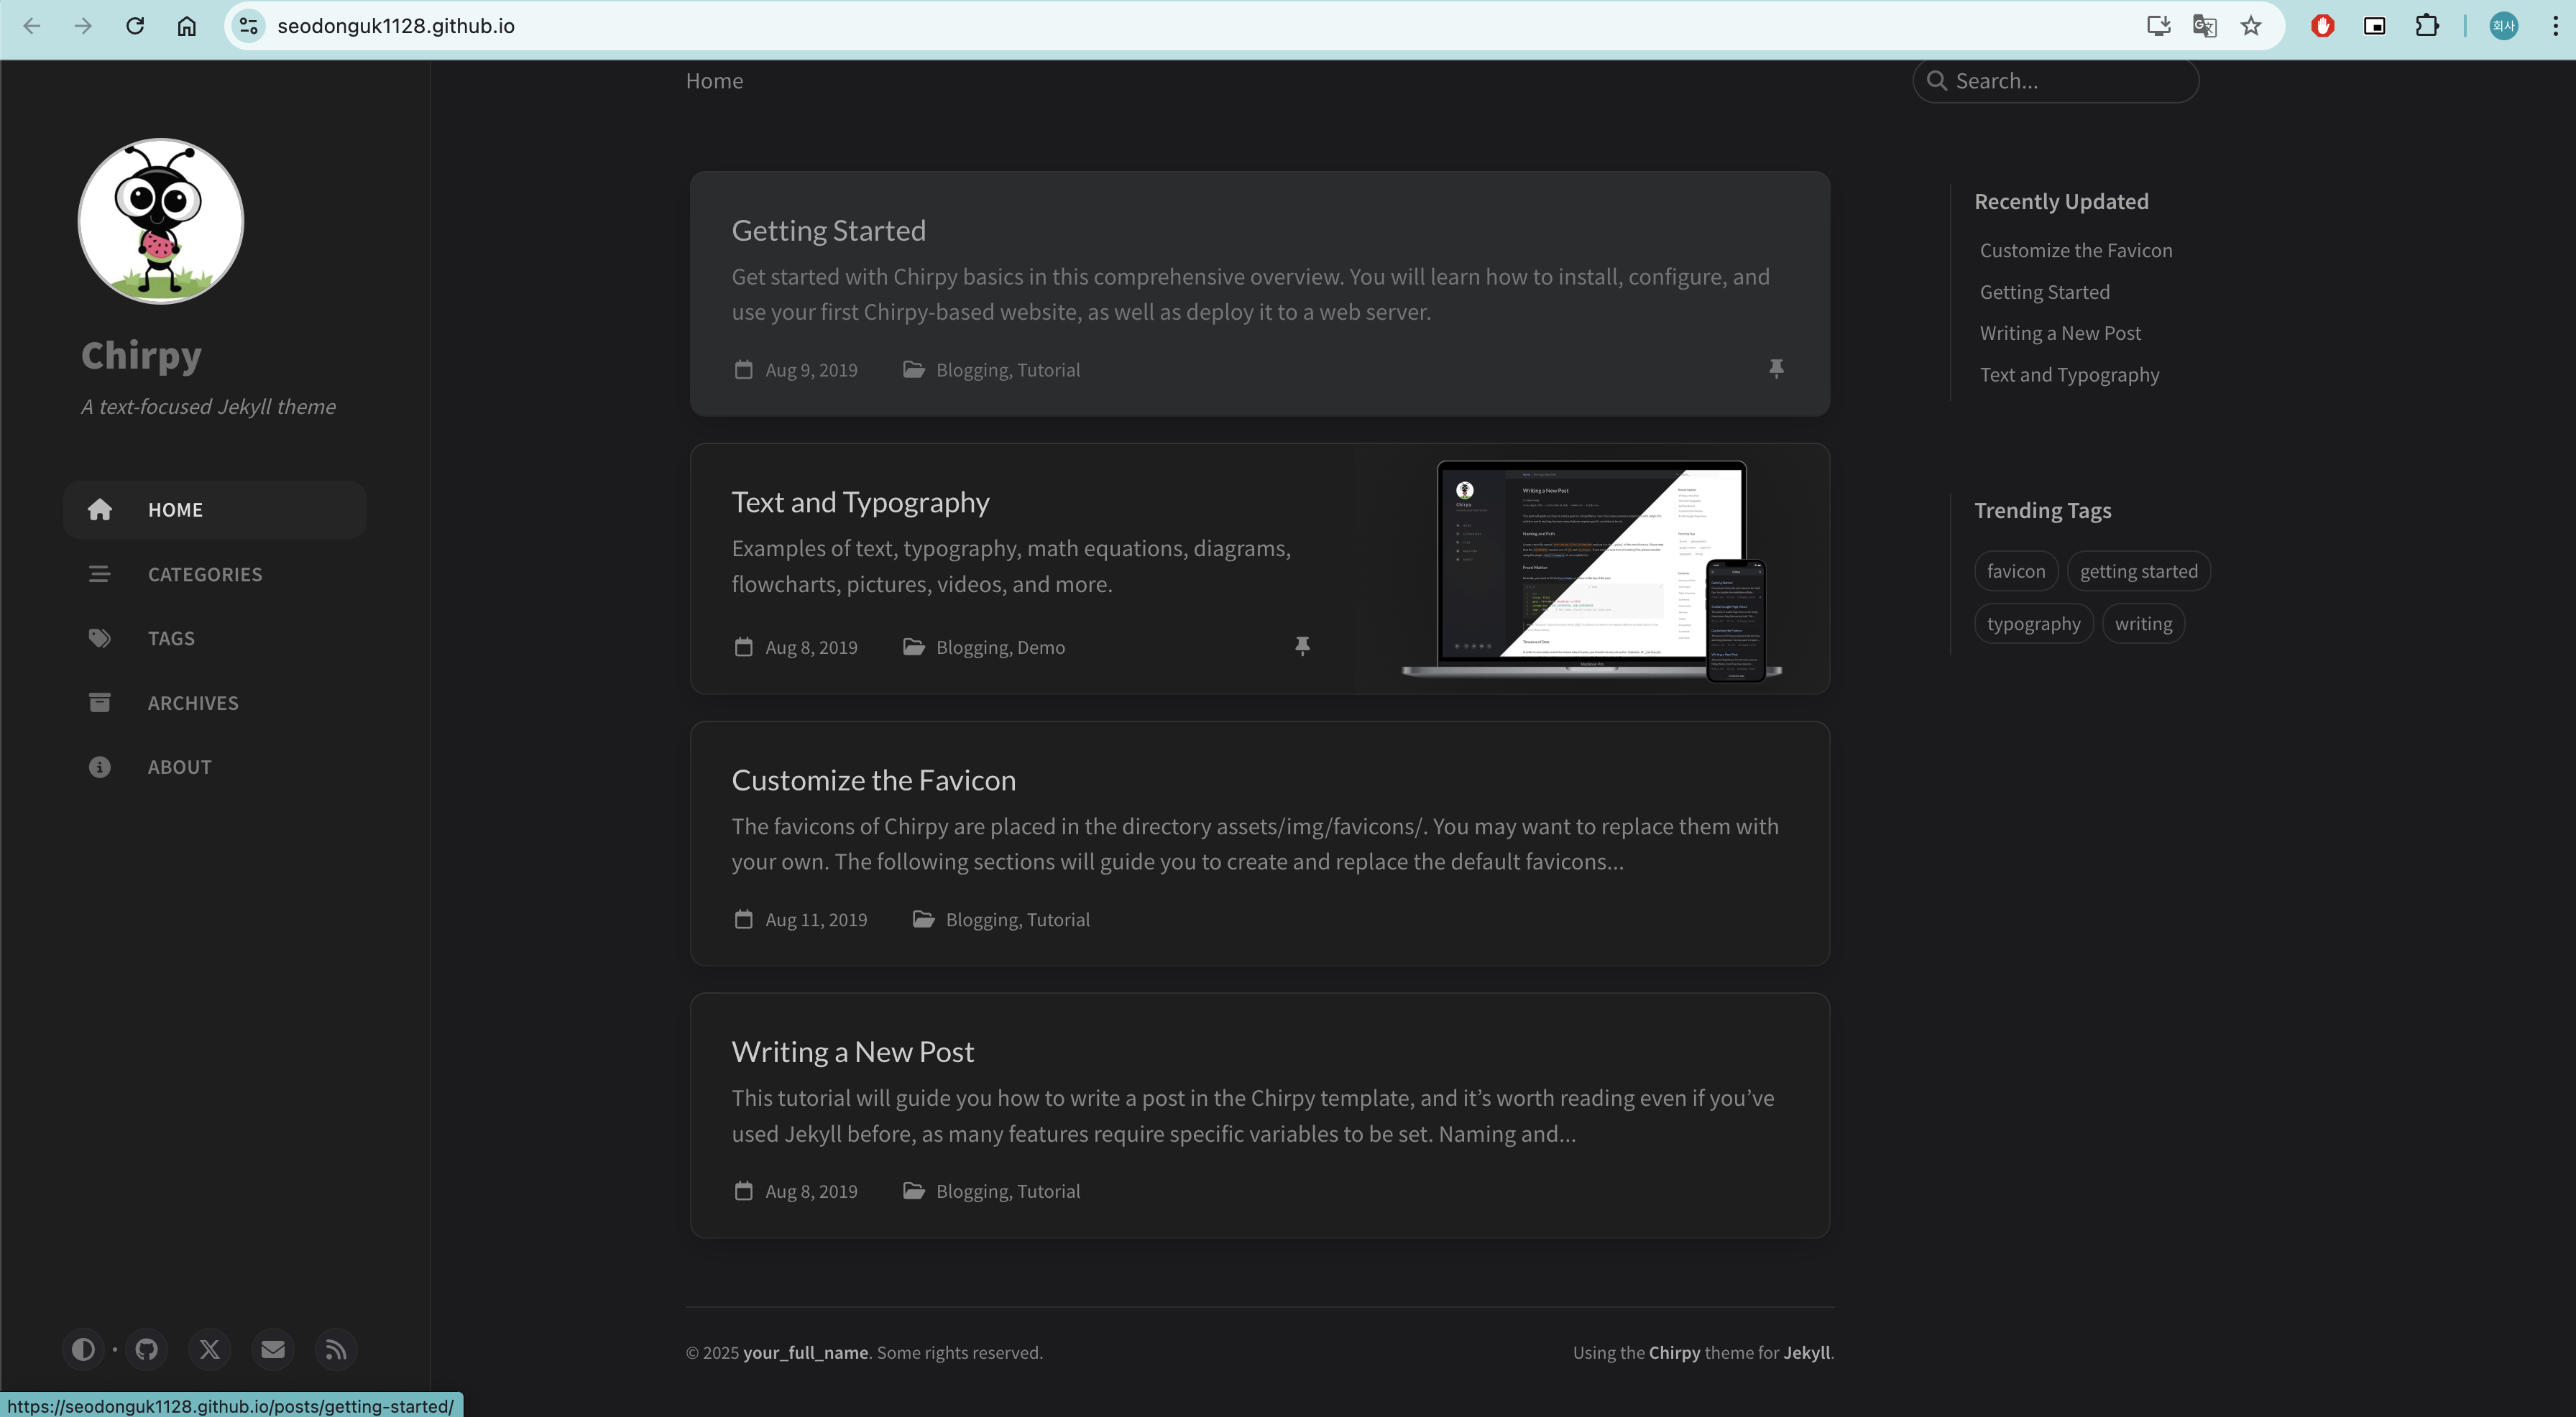 seodonguk1128.github.io
회사
Chirpy
A text-focused Jekyll theme
HOME
CATEGORIES
TAGS
ARCHIVES
ABOUT
Home
Search...
Getting Started
Get started with Chirpy basics in this comprehensive overview. You will learn how to install, configure, and
use your first Chirpy-based website, as well as deploy it to a web server.
Aug 9, 2019 Blogging, Tutorial
Text and Typography
Examples of text, typography, math equations, diagrams,
flowcharts, pictures, videos, and more.
Aug 8, 2019 Blogging, Demo
Writing a New Post
Customize the Favicon
The favicons of Chirpy are placed in the directory assets/img/favicons/. You may want to replace them with
your own. The following sections will guide you to create and replace the default favicons...
Aug 11, 2019 Blogging, Tutorial
Writing a New Post
This tutorial will guide you how to write a post in the Chirpy template, and it’s worth reading even if you’ve
used Jekyll before, as many features require specific variables to be set. Naming and...
Aug 8, 2019 Blogging, Tutorial
Recently Updated
Customize the Favicon
Getting Started
Writing a New Post
Text and Typography
Trending Tags
favicon getting started
typography writing
© 2025 your_full_name. Some rights reserved.
Using the Chirpy theme for Jekyll.
https://seodonguk1128.github.io/posts/getting-started/